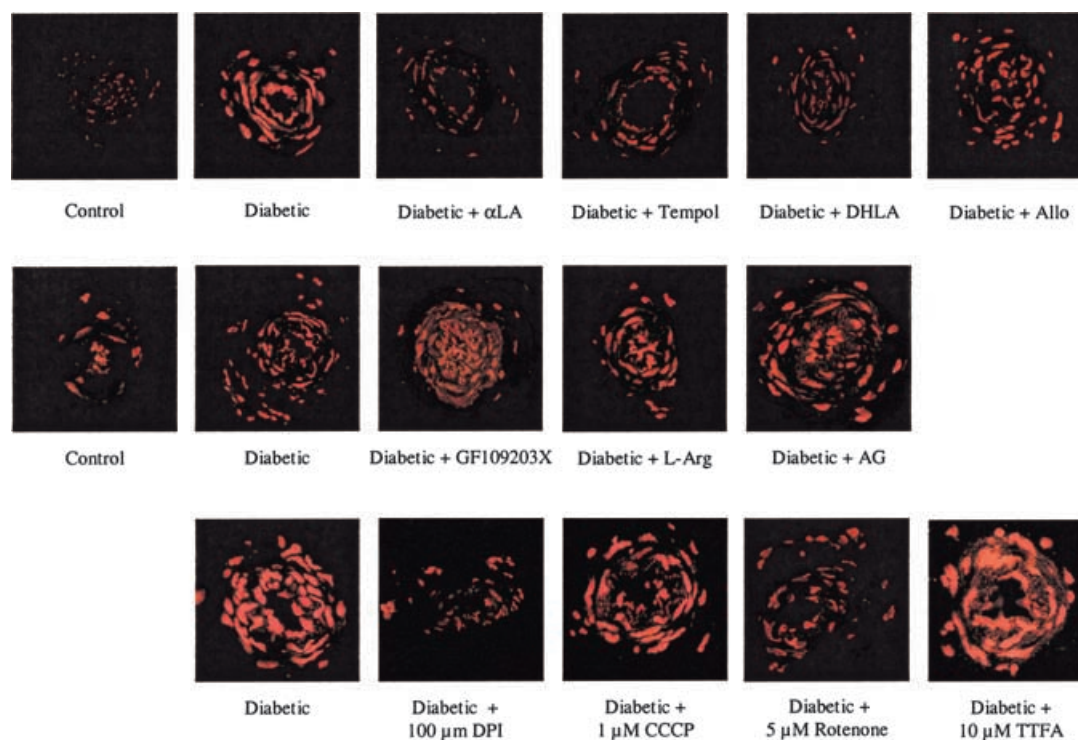 Control Diabetic Diabetic + αLA Diabetic + Tempol Diabetic + DHLA Diabetic + Allo
Control Diabetic Diabetic + GF109203X Diabetic + L-Arg Diabetic + AG
Diabetic Diabetic + Diabetic + Diabetic + Diabetic +
100 µm DPI 1 µM CCCP 5 µM Rotenone 10 µM TTFA